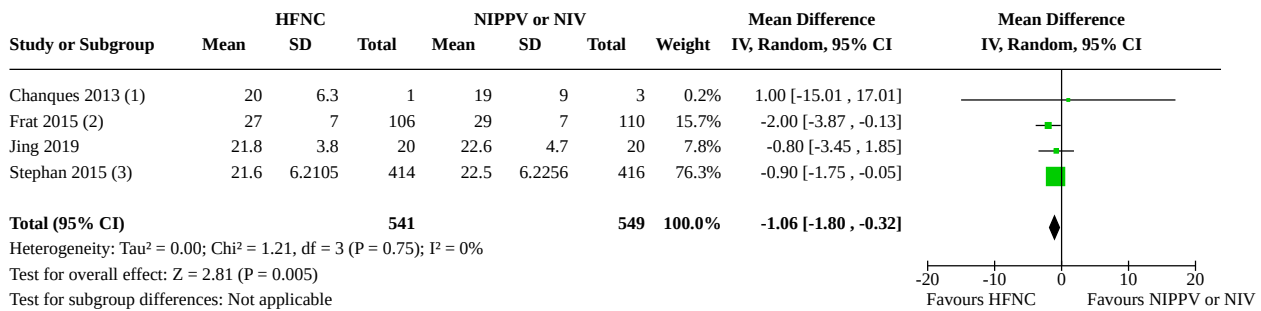 HFNC NIPPV or NIV Mean Difference Mean Difference
Study or Subgroup Mean SD Total Mean SD Total Weight IV, Random, 95% CI IV, Random, 95% CI
Chanques 2013 (1) 20 6.3 1 19 9 3 0.2% 1.00 [-15.01 , 17.01]
Frat 2015 (2) 27 7 106 29 7 110 15.7% -2.00 [-3.87 , -0.13]
Jing 2019 21.8 3.8 20 22.6 4.7 20 7.8% -0.80 [-3.45 , 1.85]
Stephan 2015 (3) 21.6 6.2105 414 22.5 6.2256 416 76.3% -0.90 [-1.75 , -0.05]
Total (95% CI) 541 549 100.0% -1.06 [-1.80 , -0.32]
Heterogeneity: Tau² = 0.00; Chi² = 1.21, df = 3 (P = 0.75); I² = 0%
Test for overall effect: Z = 2.81 (P = 0.005)
-20 -10 0 10 20
Test for subgroup differences: Not applicable
Favours HFNC Favours NIPPV or NIV